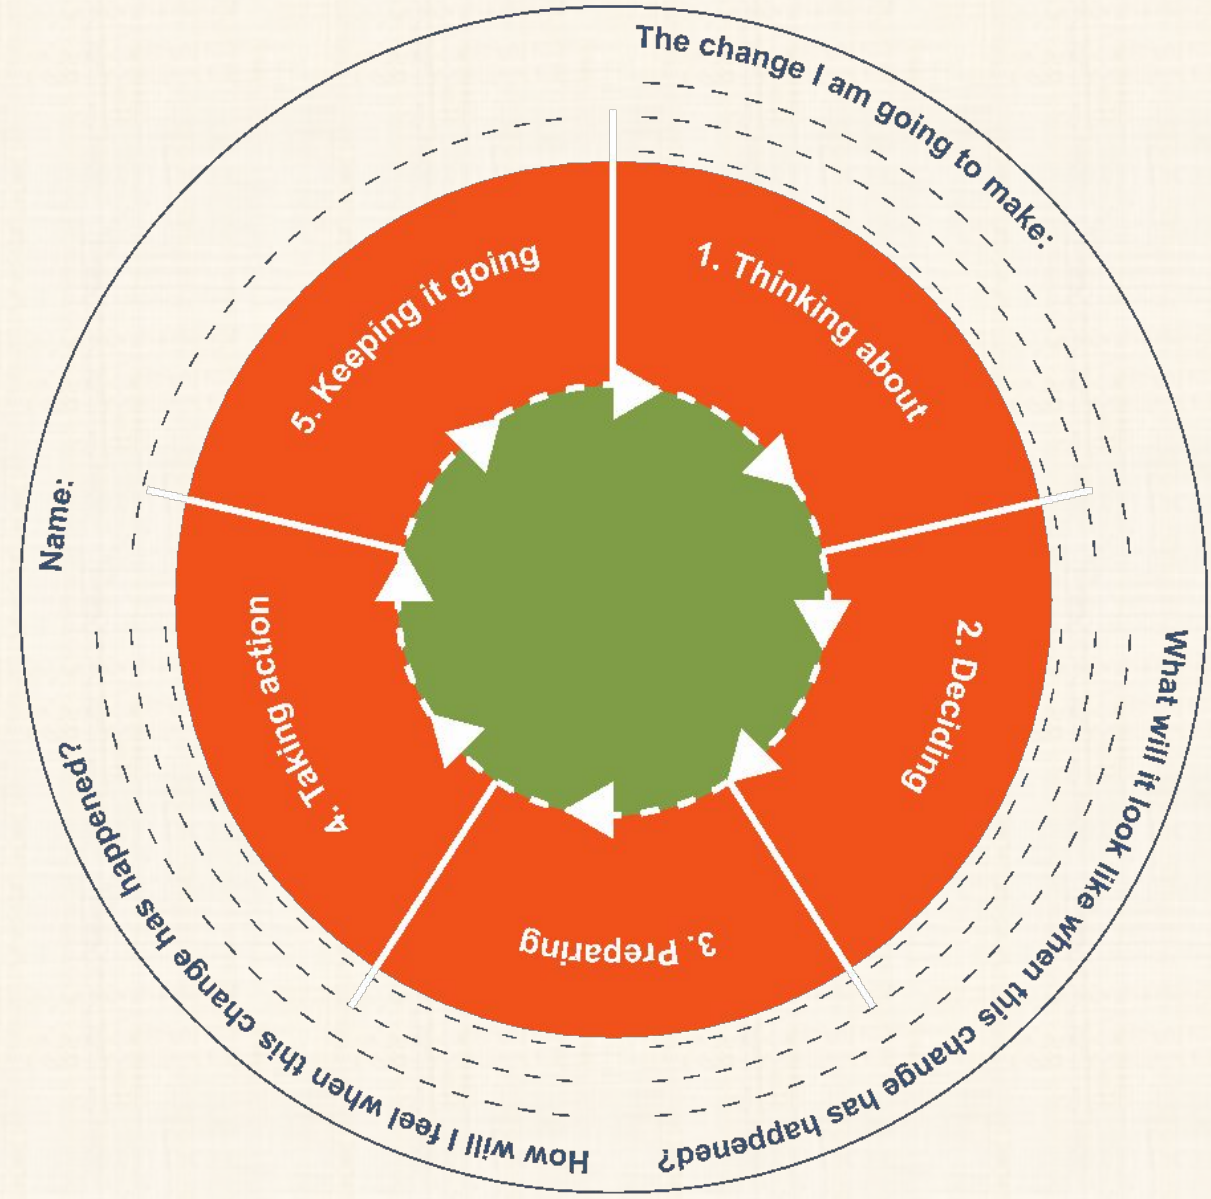 The change I am going to make:
What will it look like when this change has happened?
How will I feel when this change has happened?
Name:
1. Thinking about
2. Deciding
3. Preparing
4. Taking action
5. Keeping it going